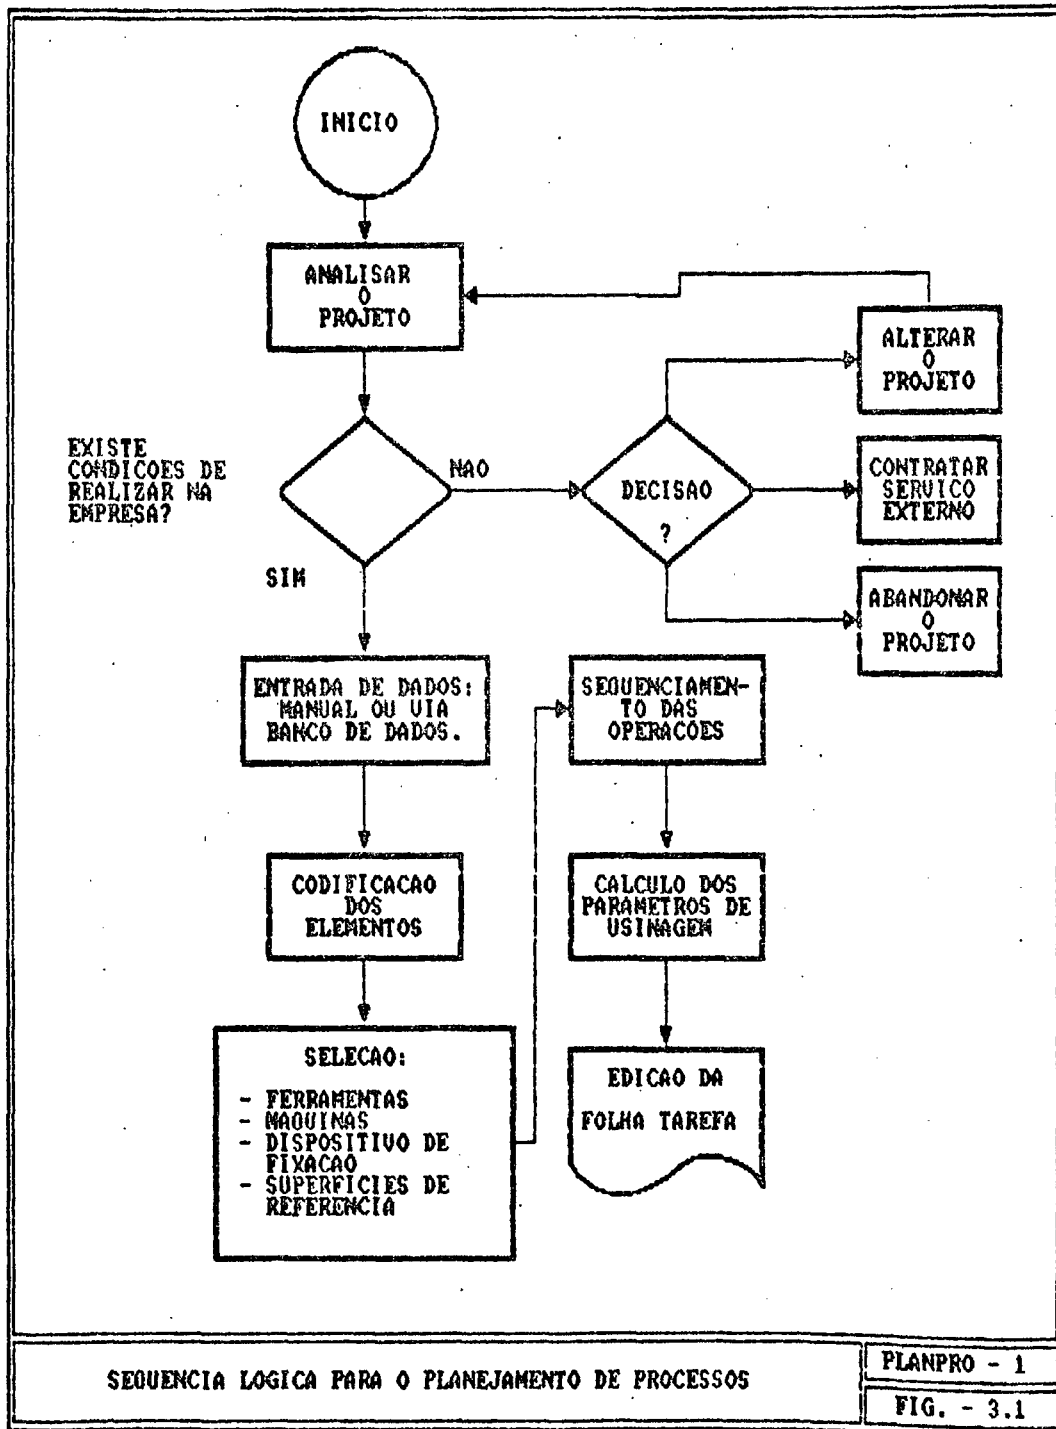 INICIO
ANALISAR
O
PROJETO
ALTERAR
O
PROJETO
EXISTE
CONDICOES DE
REALIZAR NA
EMPRESA?
NAO
DECISAO
?
CONTRATAR
SERVICO
EXTERNO
SIM
ABANDONAR
O
PROJETO
ENTRADA DE DADOS:
MANUAL OU VIA
BANCO DE DADOS.
SEQUENCIAMEN-
TO DAS
OPERACOES
CODIFICACAO
DOS
ELEMENTOS
CALCULO DOS
PARAMETROS DE
USINAGEM
SELECAO:
- FERRAMENTAS
- MAQUINAS
- DISPOSITIVO DE
FIXACAO
- SUPERFICIES DE
REFERENCIA
EDICAO DA
FOLHA TAREFA
SEQUENCIA LOGICA PARA O PLANEJAMENTO DE PROCESSOS
PLANPRO - 1
FIG. - 3.1